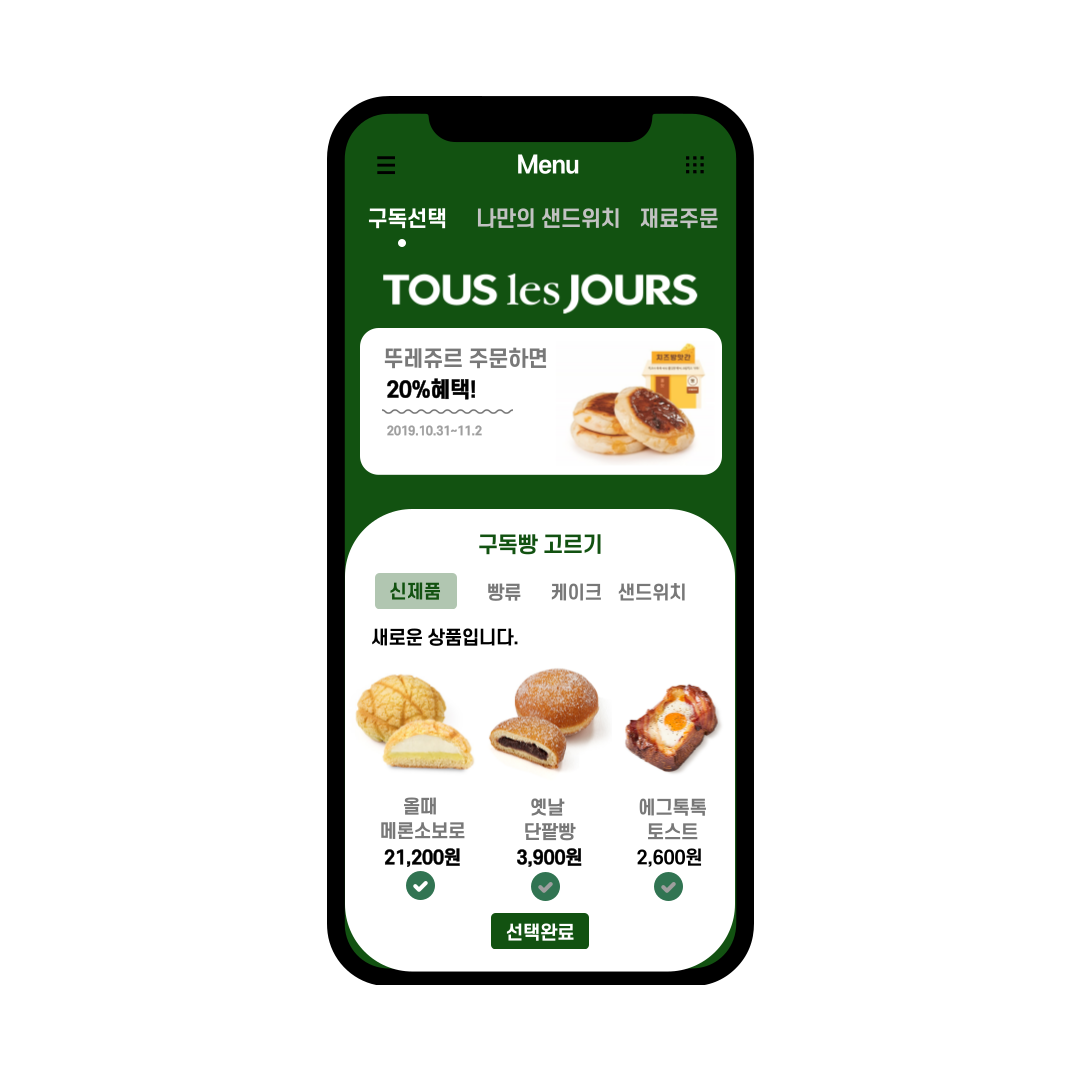 Menu
구독선택 나만의 샌드위치 재료주문
TOUS les JOURS
뚜레쥬르 주문하면
20%혜택!
2019.10.31~11.2
치즈방앗간
구독빵 고르기
신제품 빵류 케이크 샌드위치
새로운 상품입니다.
올때 옛날 에그톡톡
메론소보로 단팥빵 토스트
21,200원 3,900원 2,600원
선택완료